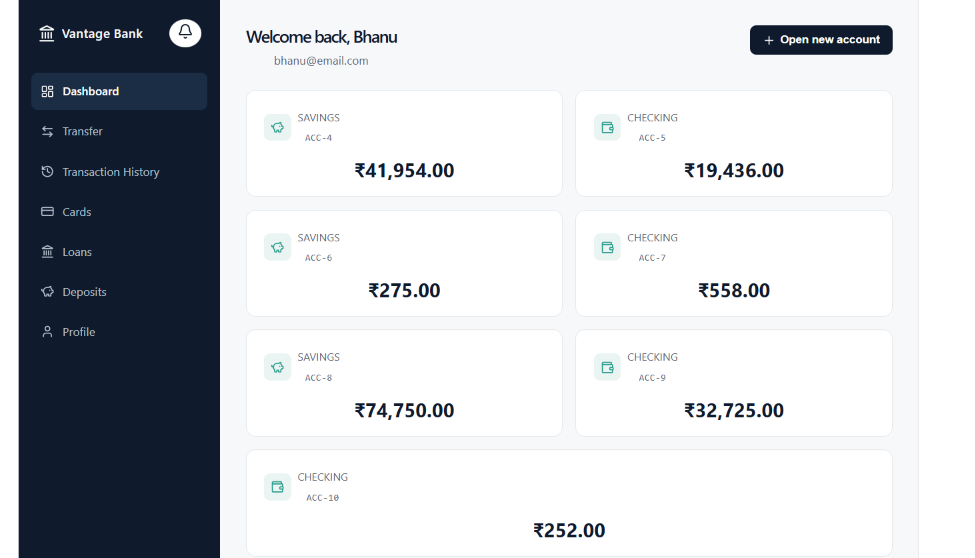 Vantage Bank
Dashboard
Transfer
Transaction History
Cards
Loans
Deposits
Profile
Welcome back, Bhanu
bhanu@email.com
+ Open new account
SAVINGS
ACC-4
₹41,954.00
CHECKING
ACC-5
₹19,436.00
SAVINGS
ACC-6
₹275.00
CHECKING
ACC-7
₹558.00
SAVINGS
ACC-8
₹74,750.00
CHECKING
ACC-9
₹32,725.00
CHECKING
ACC-10
₹252.00